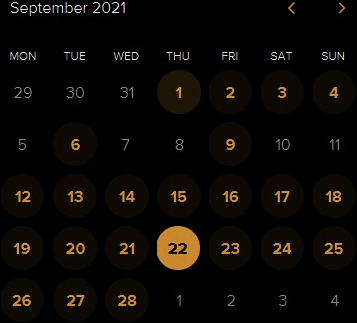 September 2021
MON TUE WED THU FRI SAT SUN
29 30 31 1 2 3 4
5 6 7 8 9 10 11
12 13 14 15 16 17 18
19 20 21 22 23 24 25
26 27 28 1 2 3 4